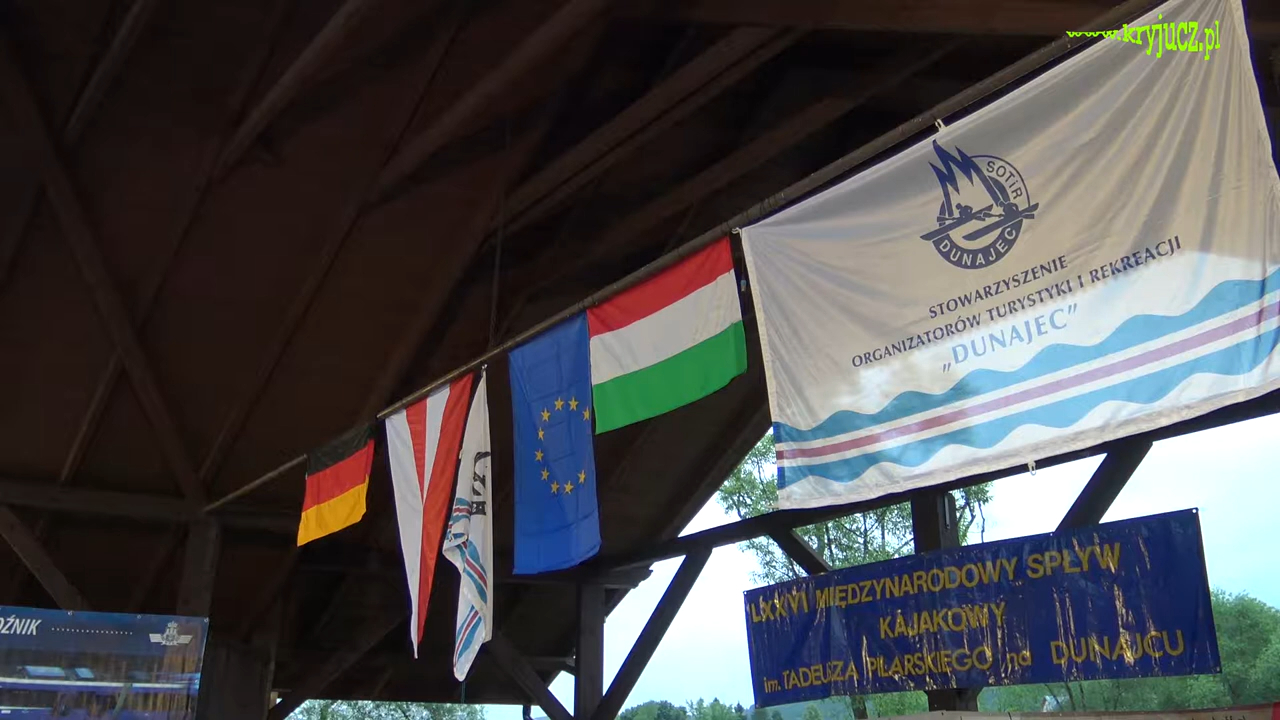 www.kryjucz.pl
SOTiR
DUNAJEC
STOWARZYSZENIE
ORGANIZATORÓW TURYSTYKI I REKREACJI
„DUNAJEC”
LXXVI MIĘDZYNARODOWY SPŁYW
KAJAKOWY
im. TADEUSZA PILARSKIEGO na DUNAJCU